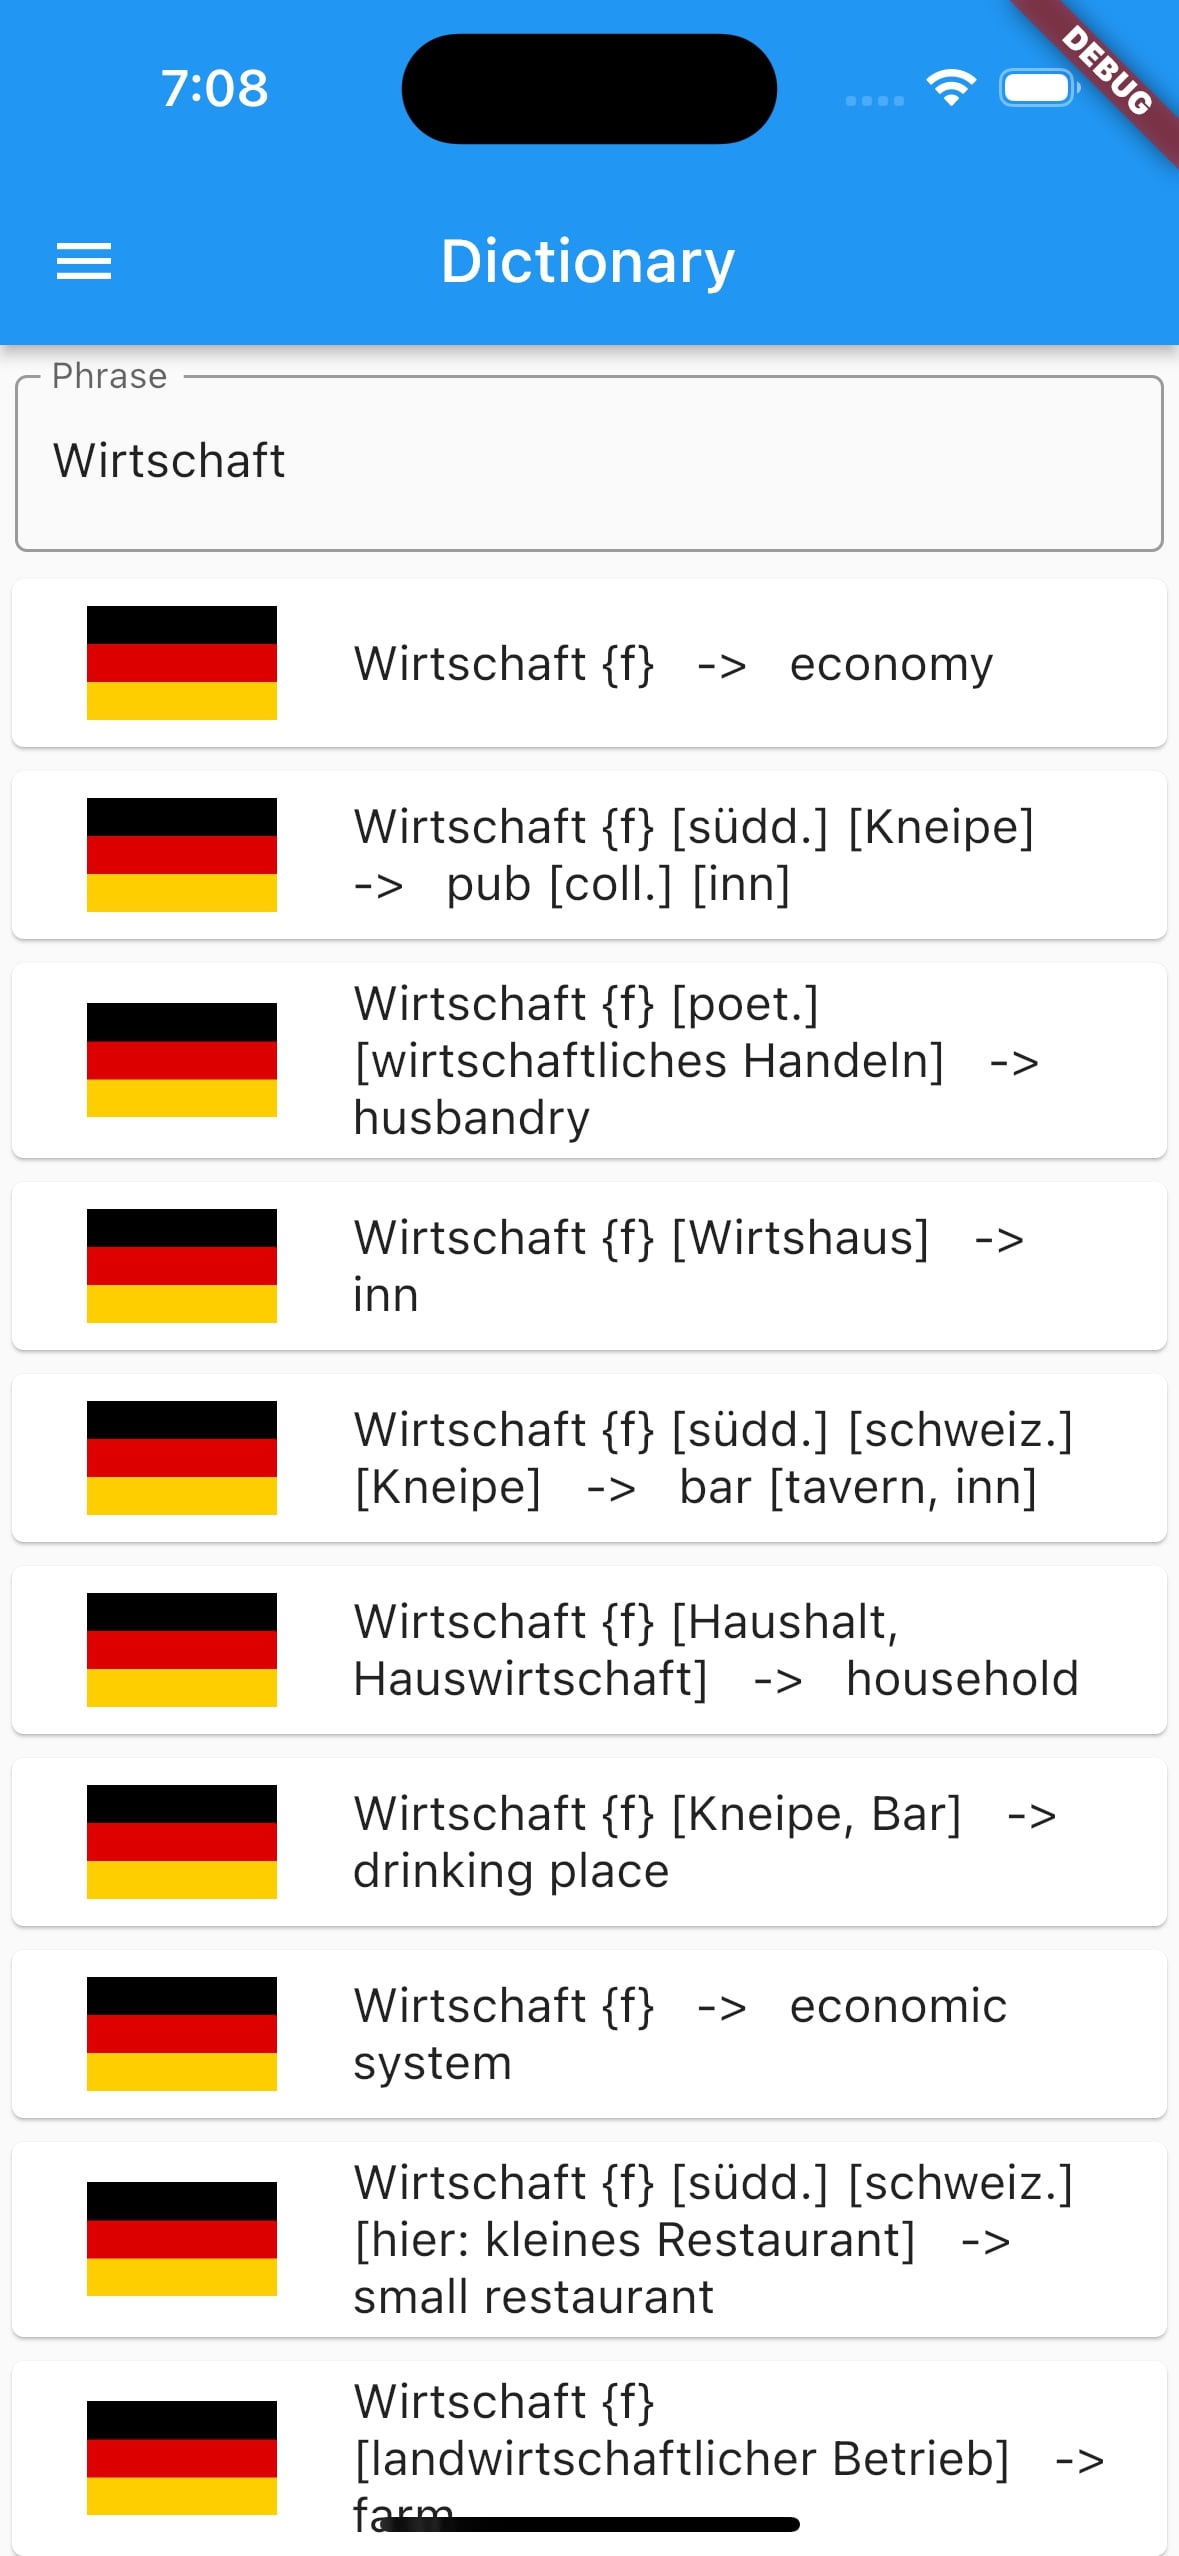 7:08
DEBUG
Dictionary
Phrase
Wirtschaft
Wirtschaft {f}   ->   economy
Wirtschaft {f} [südd.] [Kneipe]
->   pub [coll.] [inn]
Wirtschaft {f} [poet.]
[wirtschaftliches Handeln]   ->
husbandry
Wirtschaft {f} [Wirtshaus]   ->
inn
Wirtschaft {f} [südd.] [schweiz.]
[Kneipe]   ->   bar [tavern, inn]
Wirtschaft {f} [Haushalt,
Hauswirtschaft]   ->   household
Wirtschaft {f} [Kneipe, Bar]   ->
drinking place
Wirtschaft {f}   ->   economic
system
Wirtschaft {f} [südd.] [schweiz.]
[hier: kleines Restaurant]   ->
small restaurant
Wirtschaft {f}
[landwirtschaftlicher Betrieb]   ->
farm